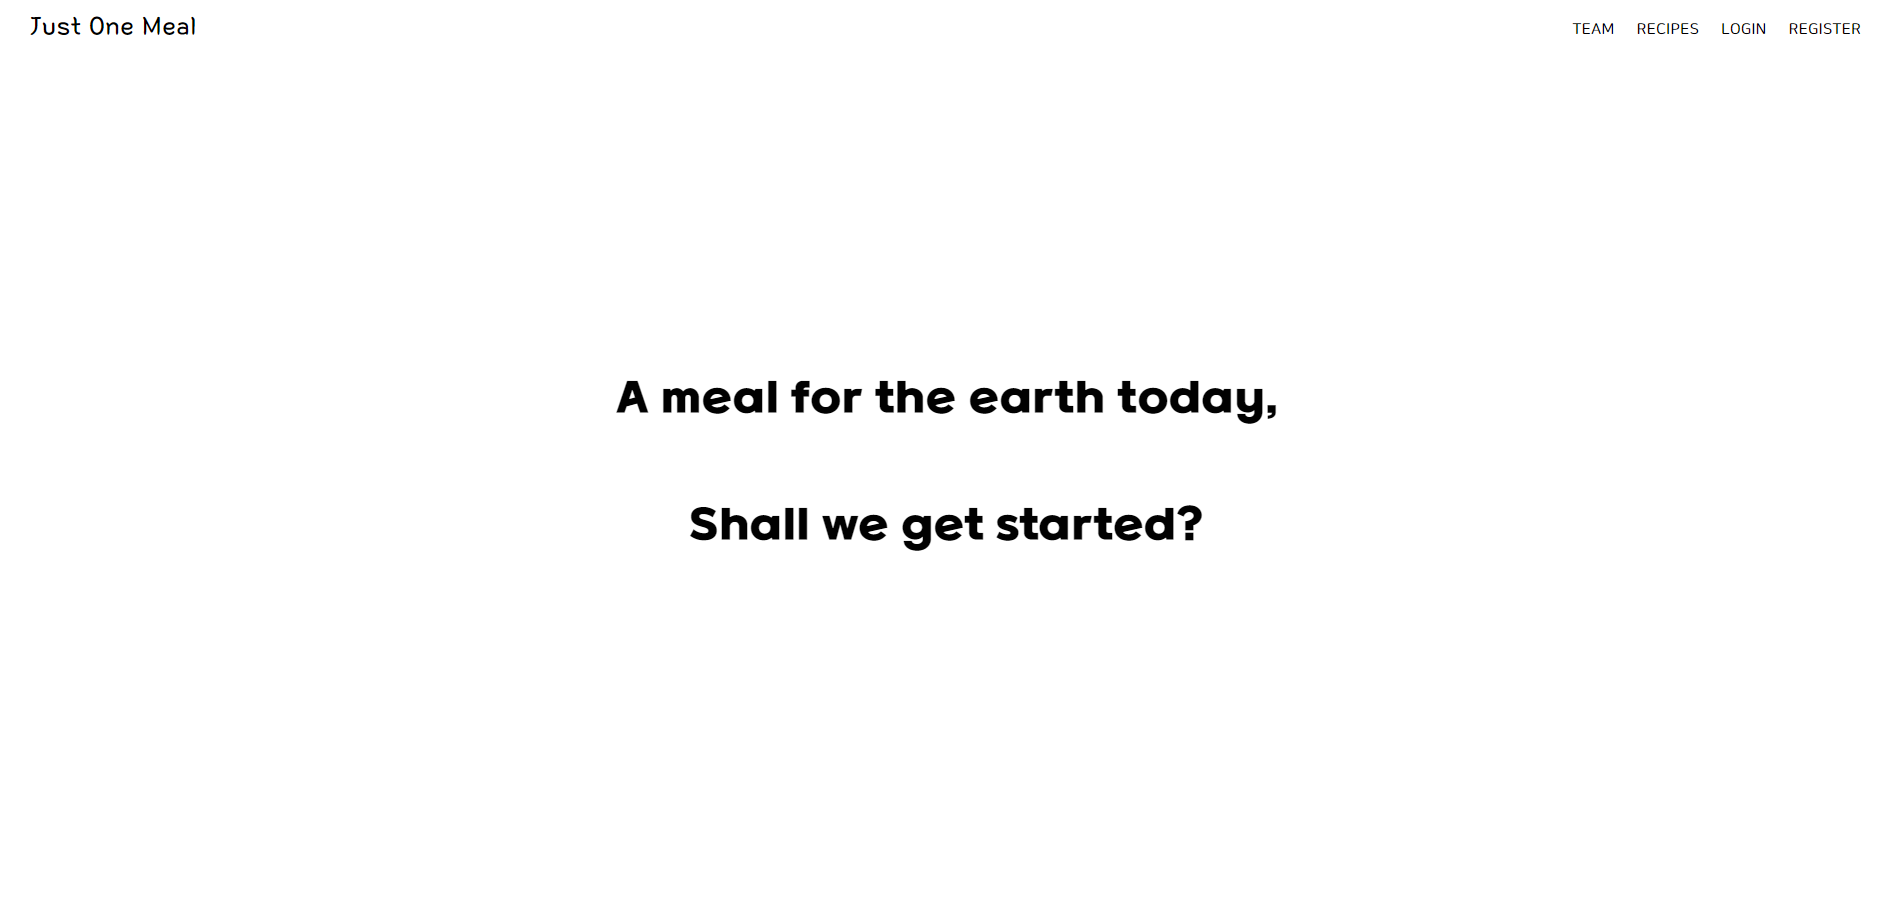 Just One Meal
TEAM RECIPES LOGIN REGISTER
A meal for the earth today,
Shall we get started?